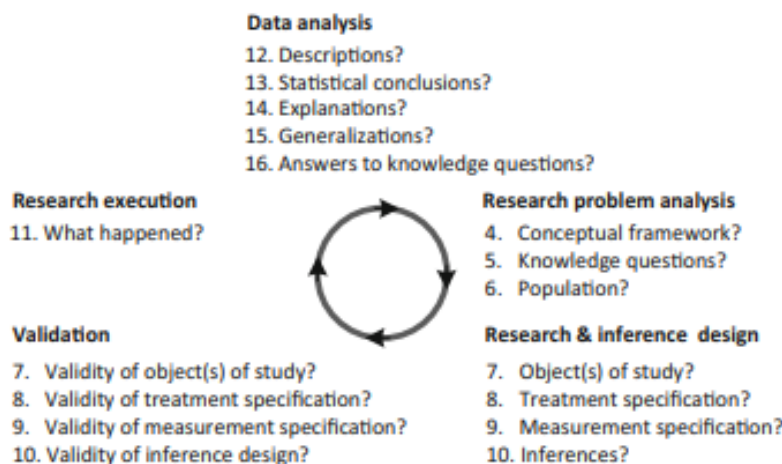 Data analysis
12. Descriptions?
13. Statistical conclusions?
14. Explanations?
15. Generalizations?
16. Answers to knowledge questions?
Research execution
11. What happened?
Research problem analysis
4. Conceptual framework?
5. Knowledge questions?
6. Population?
Validation
7. Validity of object(s) of study?
8. Validity of treatment specification?
9. Validity of measurement specification?
10. Validity of inference design?
Research & inference design
7. Object(s) of study?
8. Treatment specification?
9. Measurement specification?
10. Inferences?